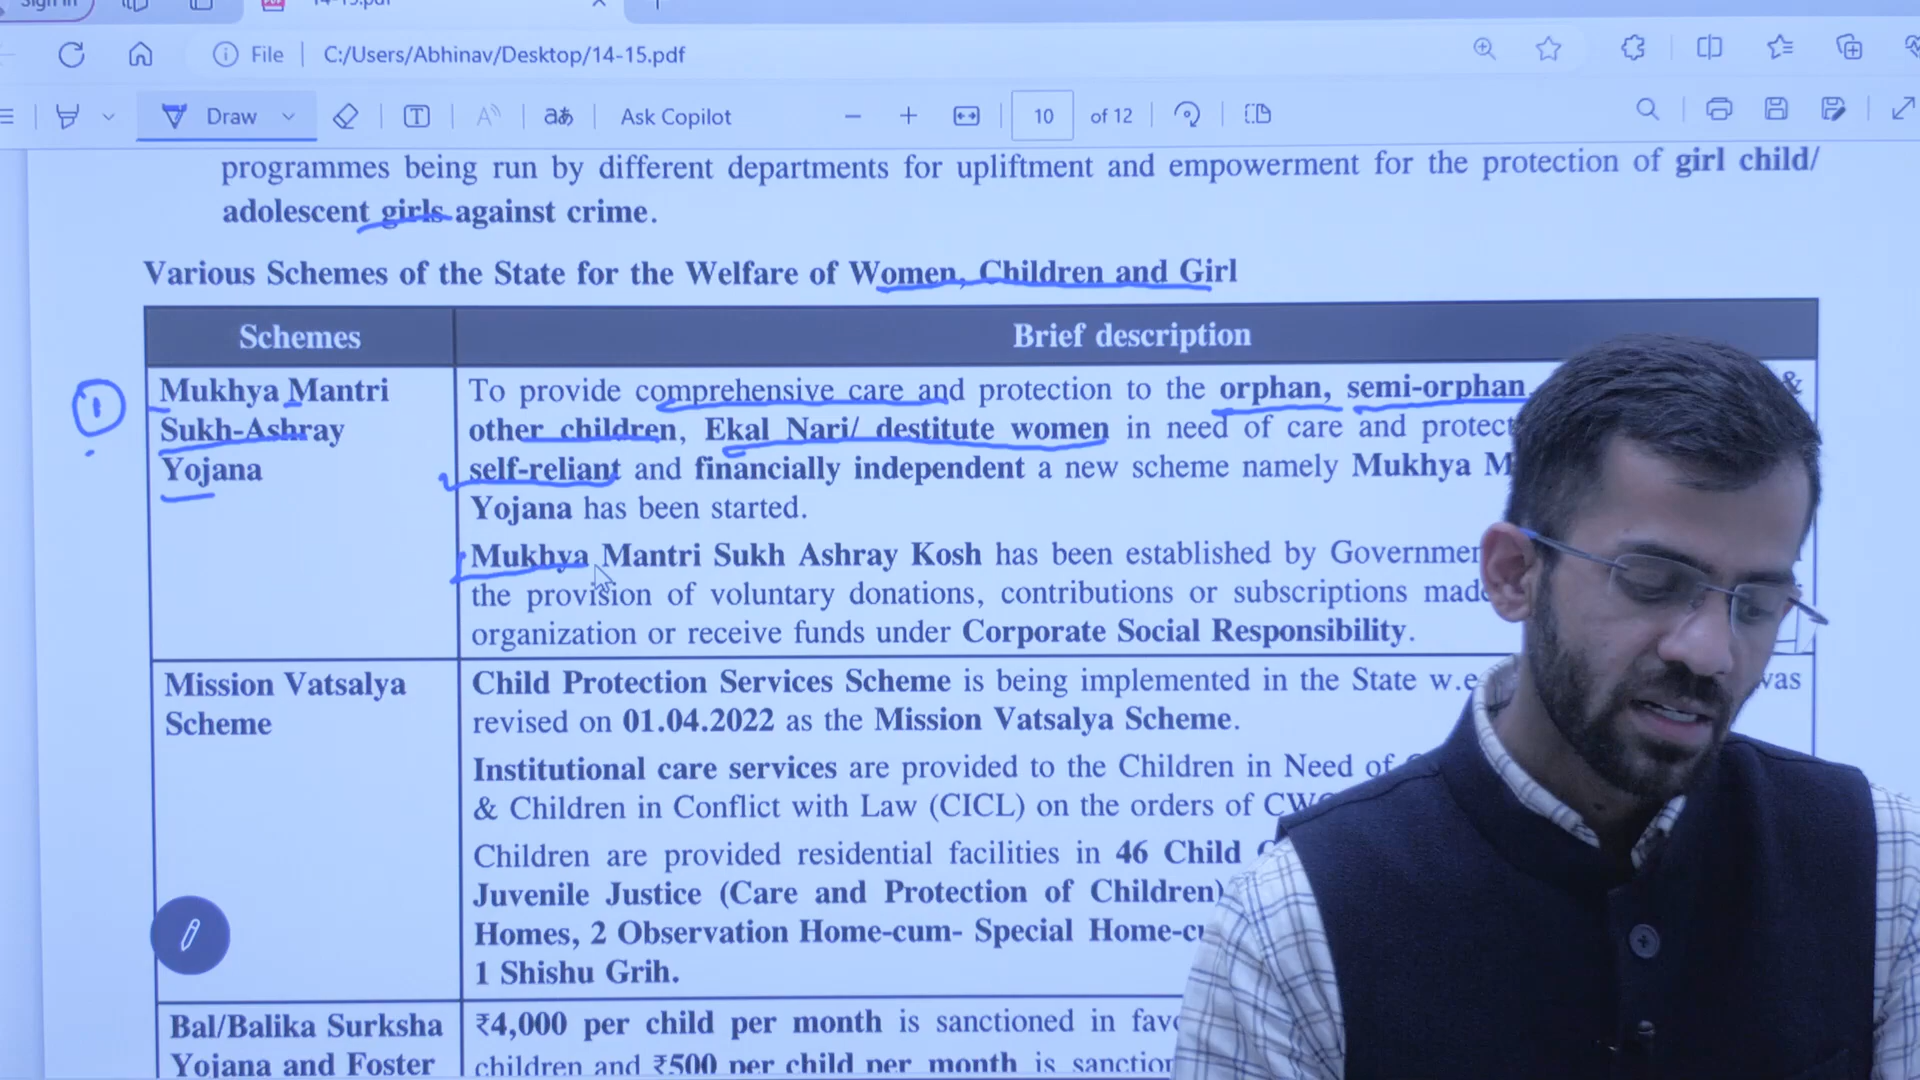 Sign in
14-15.pdf
File
C:/Users/Abhinav/Desktop/14-15.pdf
Draw
Ask Copilot
10 of 12
programmes being run by different departments for upliftment and empowerment for the protection of girl child/
adolescent girls against crime.
Various Schemes of the State for the Welfare of Women, Children and Girl
Schemes
Brief description
1
Mukhya Mantri
Sukh-Ashray
Yojana
To provide comprehensive care and protection to the orphan, semi-orphan, &
other children, Ekal Nari/ destitute women in need of care and
self-reliant and financially independent a new scheme namely Mukhya
Yojana has been started.
Mukhya Mantri Sukh Ashray Kosh has been established by
the provision of voluntary donations, contributions or subscriptions
organization or receive funds under Corporate Social Responsibility.
Mission Vatsalya
Scheme
Child Protection Services Scheme is being implemented in the State was
revised on 01.04.2022 as the Mission Vatsalya Scheme.
Institutional care services are provided to the Children in Need of
& Children in Conflict with Law (CICL) on the orders of
Children are provided residential facilities in 46 Child
Juvenile Justice (Care and Protection of Children)
Homes, 2 Observation Home-cum- Special
1 Shishu Grih.
Bal/Balika Surksha
Yojana and Foster
₹4,000 per child per month is sanctioned in
children and ₹500 per child per month is